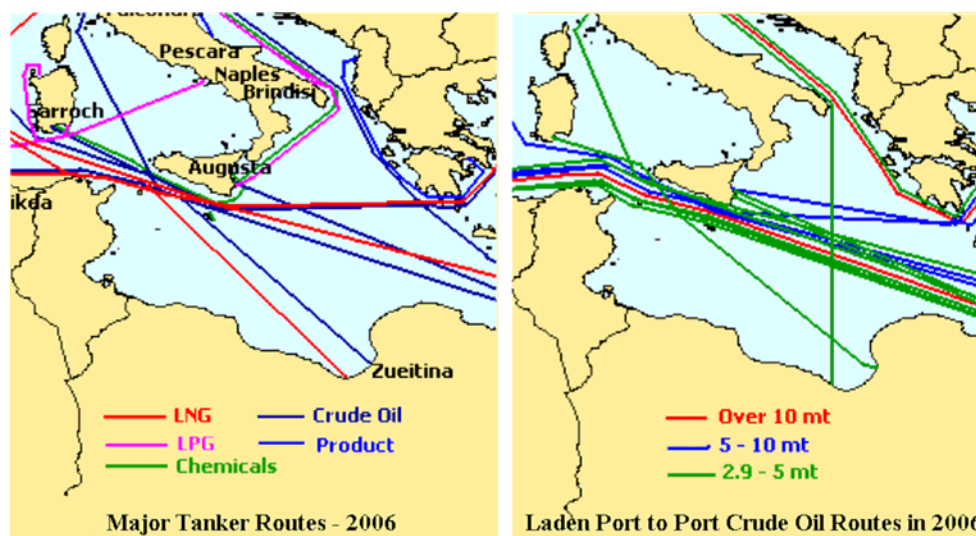 Pescara
Naples
Brindisi
Augusta
Zueitina
LNG
Crude Oil
LPG
Product
Chemicals
Major Tanker Routes - 2006
Over 10 mt
5 - 10 mt
2.9 - 5 mt
Laden Port to Port Crude Oil Routes in 2006